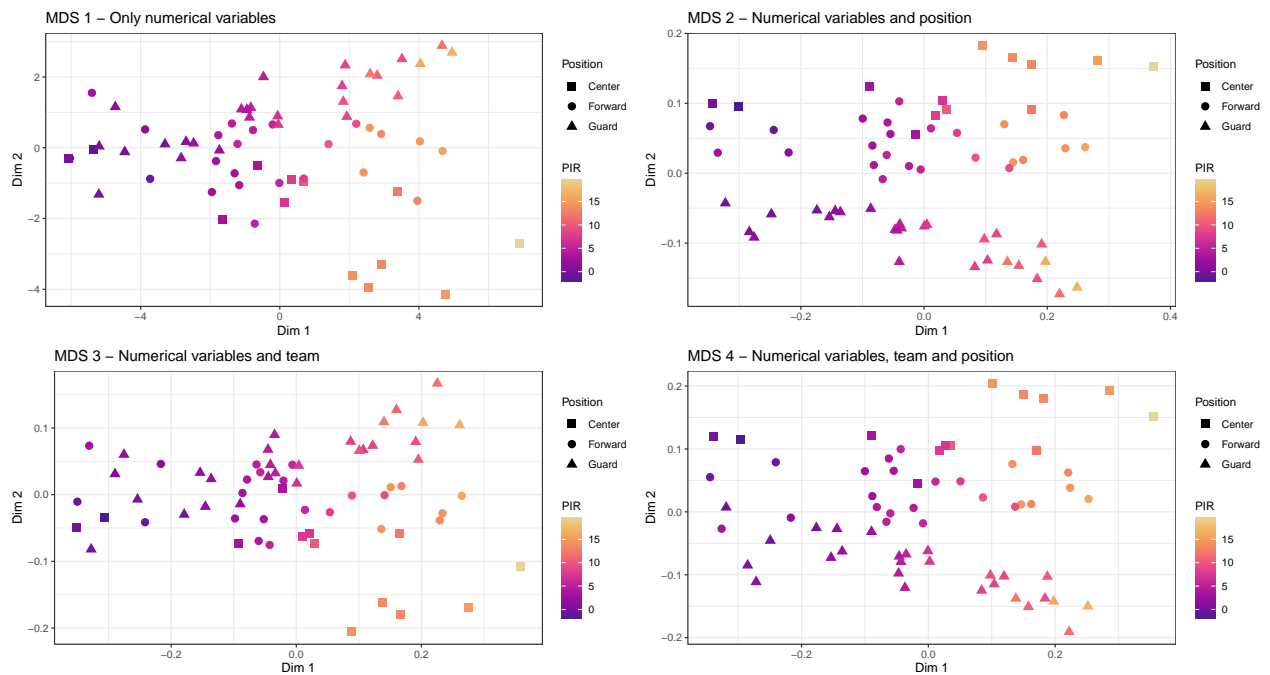 MDS 1 – Only numerical variables
2
0
−2
−4
Dim 2
−4
0
4
Dim 1
Position
Center
Forward
Guard
PIR
15
10
5
0
MDS 2 – Numerical variables and position
0.2
0.1
0.0
−0.1
Dim 2
−0.2
0.0
0.2
0.4
Dim 1
Position
Center
Forward
Guard
PIR
15
10
5
0
MDS 3 – Numerical variables and team
0.1
0.0
−0.1
−0.2
Dim 2
−0.2
0.0
0.2
Dim 1
Position
Center
Forward
Guard
PIR
15
10
5
0
MDS 4 – Numerical variables, team and position
0.2
0.1
0.0
−0.1
−0.2
Dim 2
−0.2
0.0
0.2
Dim 1
Position
Center
Forward
Guard
PIR
15
10
5
0